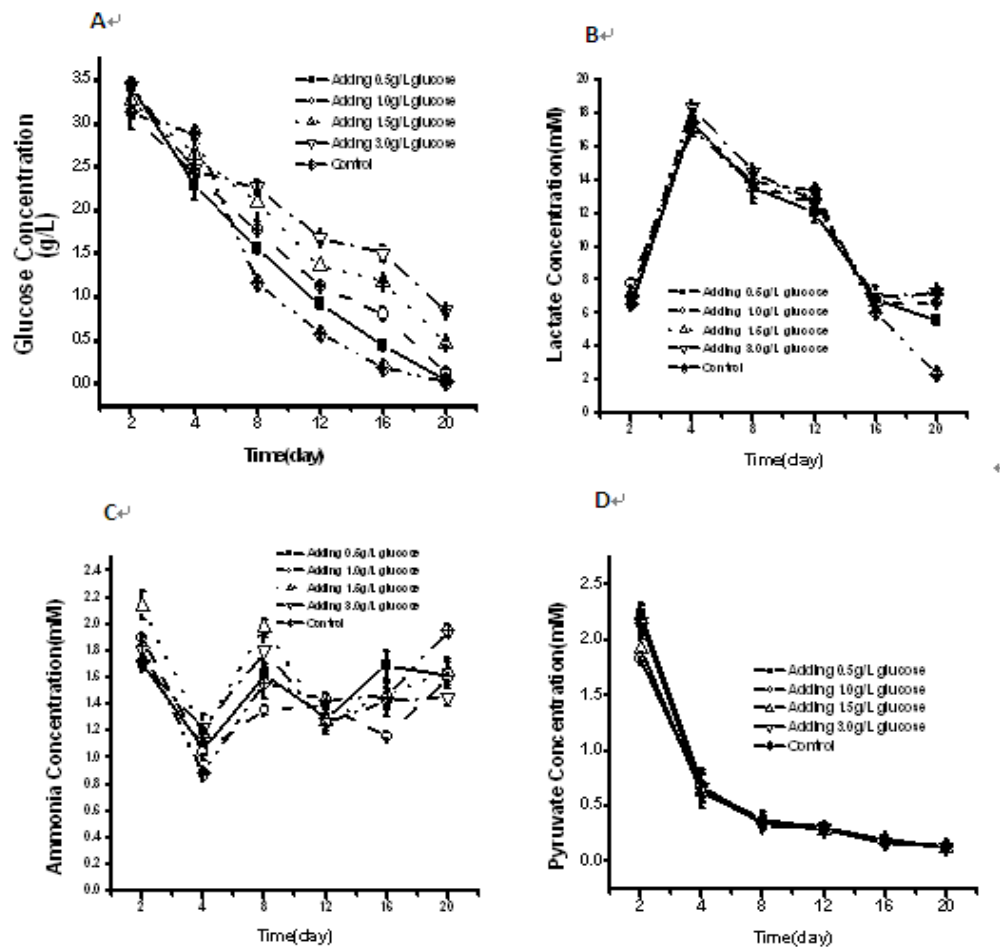 A↵
3.5
3.0
2.5
2.0
1.5
1.0
0.5
0.0
Glucose Concentration
(g/L)
Adding 0.5g/L glucose
Adding 1.0g/L glucose
Adding 1.5g/L glucose
Adding 3.0g/L glucose
Control
2 4 8 12 16 20
Time(day)
B↵
20
18
16
14
12
10
8
6
4
2
0
Lactate Concentration(mM)
Adding 0.5g/L glucose
Adding 1.0g/L glucose
Adding 1.5g/L glucose
Adding 3.0g/L glucose
Control
2 4 8 12 16 20
Time(day)
↵
C↵
2.4
2.2
2.0
1.8
1.6
1.4
1.2
1.0
0.8
0.6
0.4
0.2
0.0
Ammonia Concentration(mM)
Adding 0.5g/L glucose
Adding 1.0g/L glucose
Adding 1.5g/L glucose
Adding 3.0g/L glucose
Control
2 4 8 12 16 20
Time(day)
D↵
2.5
2.0
1.5
1.0
0.5
0.0
Pyruvate Concentration(mM)
Adding 0.5g/L glucose
Adding 1.0g/L glucose
Adding 1.5g/L glucose
Adding 3.0g/L glucose
Control
2 4 8 12 16 20
Time(day)